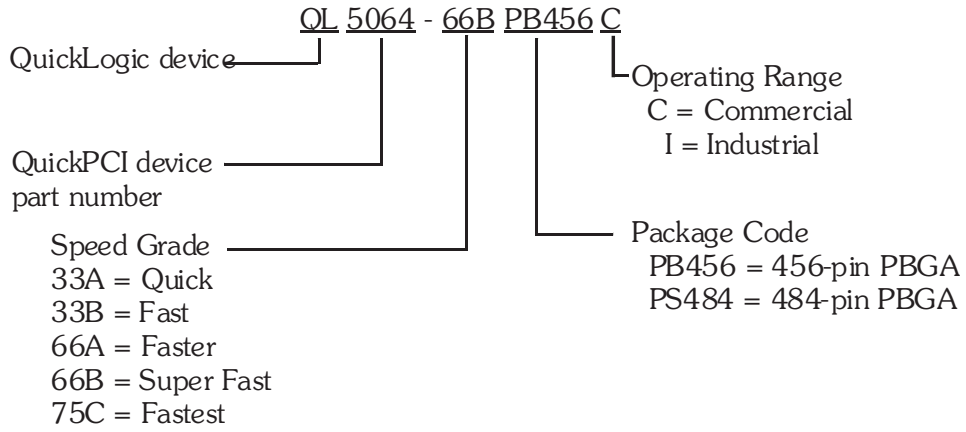 QL 5064 - 66B PB456 C
QuickLogic device
Operating Range
C = Commercial
I = Industrial
QuickPCI device
part number
Speed Grade
33A = Quick
33B = Fast
66A = Faster
66B = Super Fast
75C = Fastest
Package Code
PB456 = 456-pin PBGA
PS484 = 484-pin PBGA